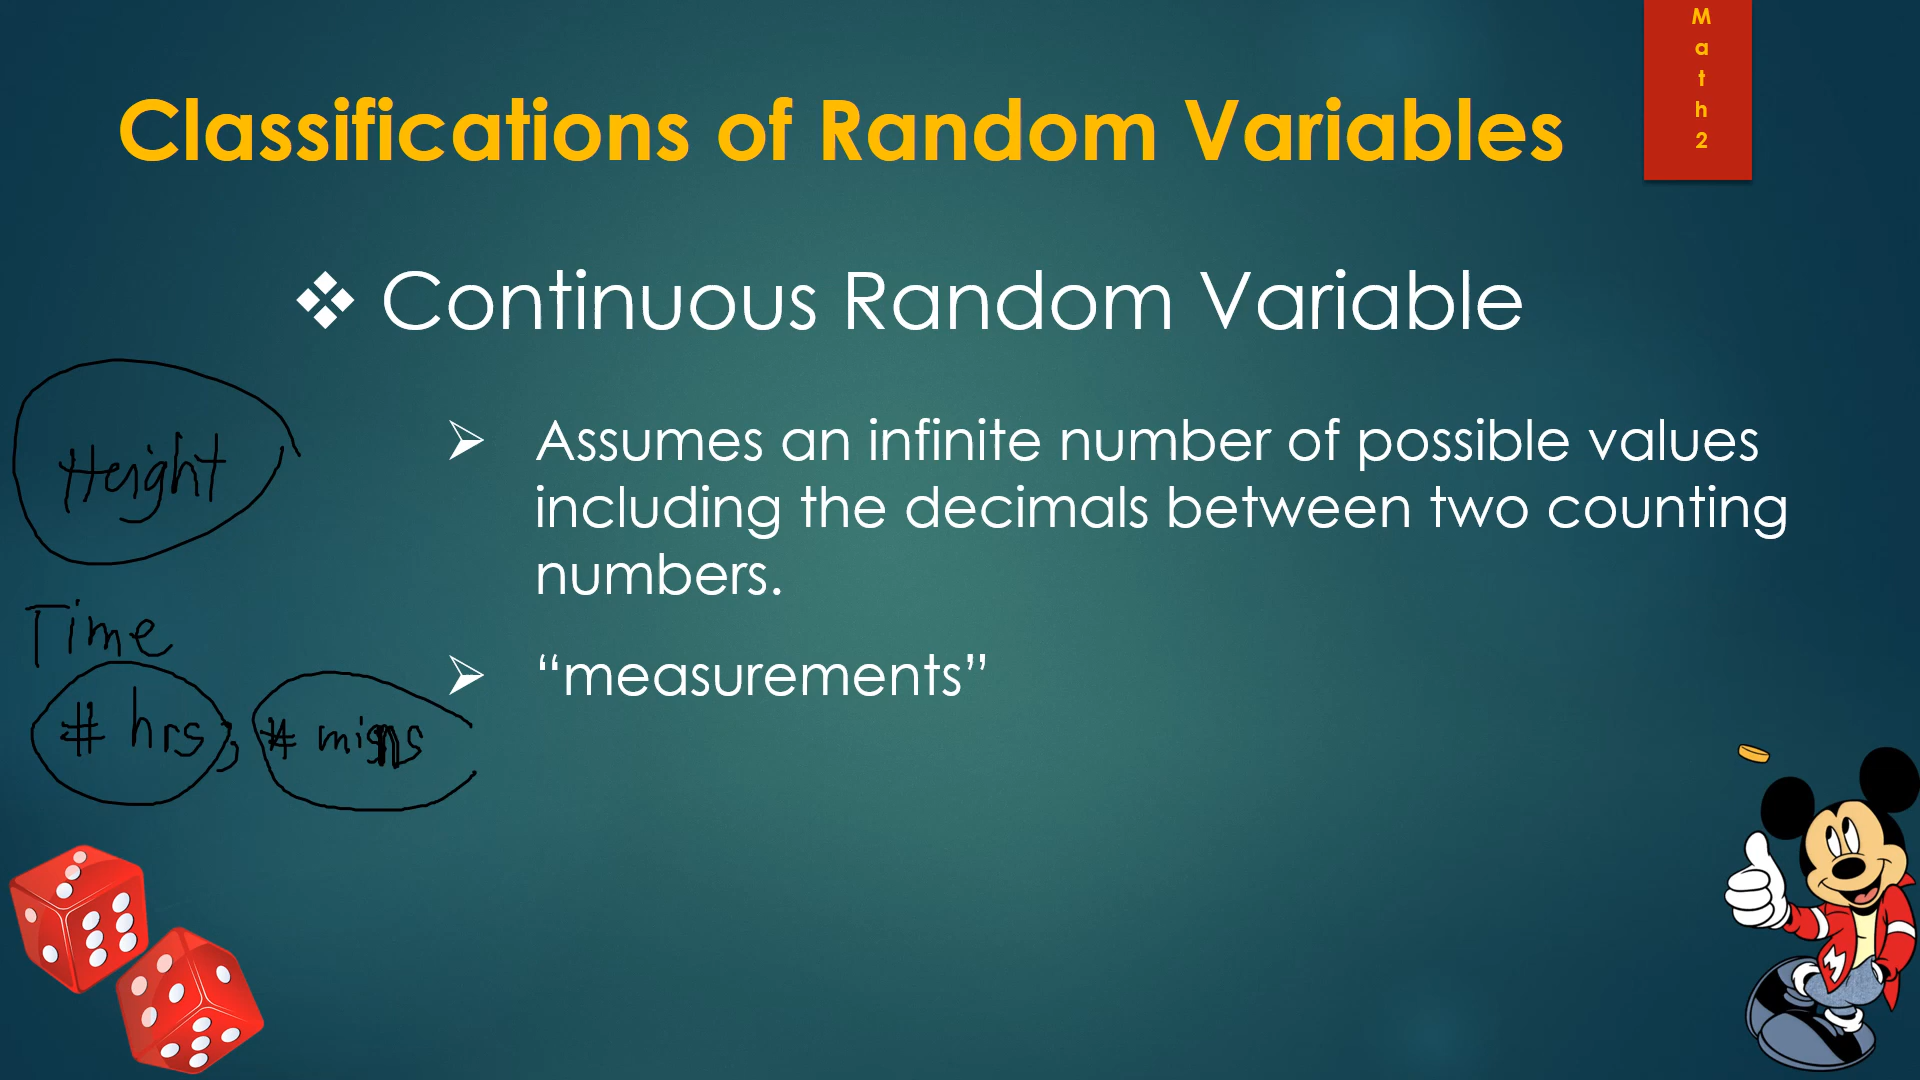 M
a
t
h
2
Classifications of Random Variables
❖ Continuous Random Variable
➢ Assumes an infinite number of possible values
including the decimals between two counting
numbers.
➢ “measurements”
Height
Time
# hrs, # mins